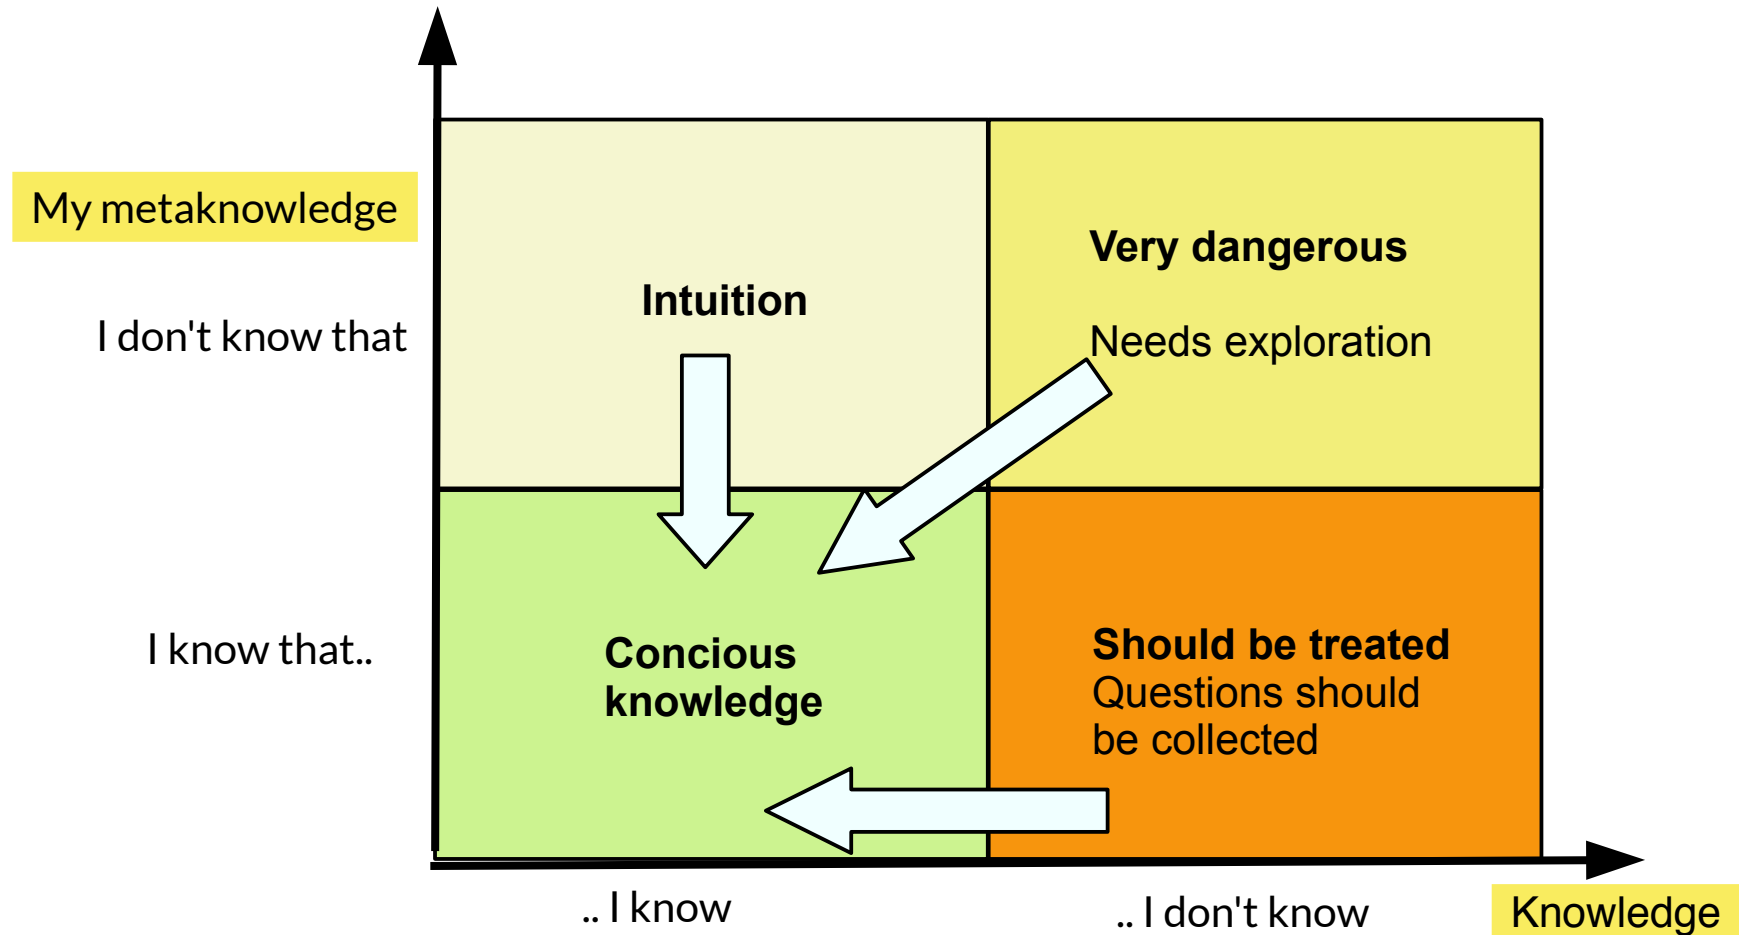 My metaknowledge
I don't know that
I know that..
Intuition
Very dangerous
Needs exploration
Concious
knowledge
Should be treated
Questions should
be collected
.. I know
.. I don't know
Knowledge